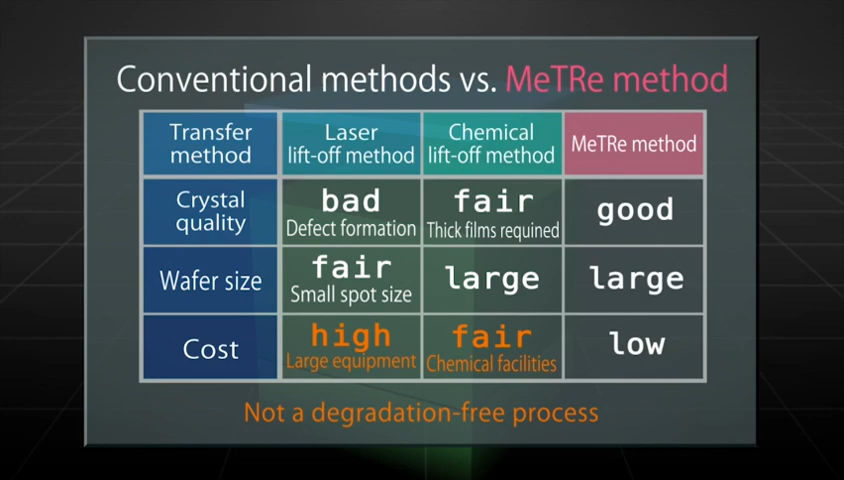 Conventional methods vs. MeTRe method
Transfer method
Laser lift-off method
Chemical lift-off method
MeTRe method
Crystal quality
bad
Defect formation
fair
Thick films required
good
Wafer size
fair
Small spot size
large
large
Cost
high
Large equipment
fair
Chemical facilities
low
Not a degradation-free process